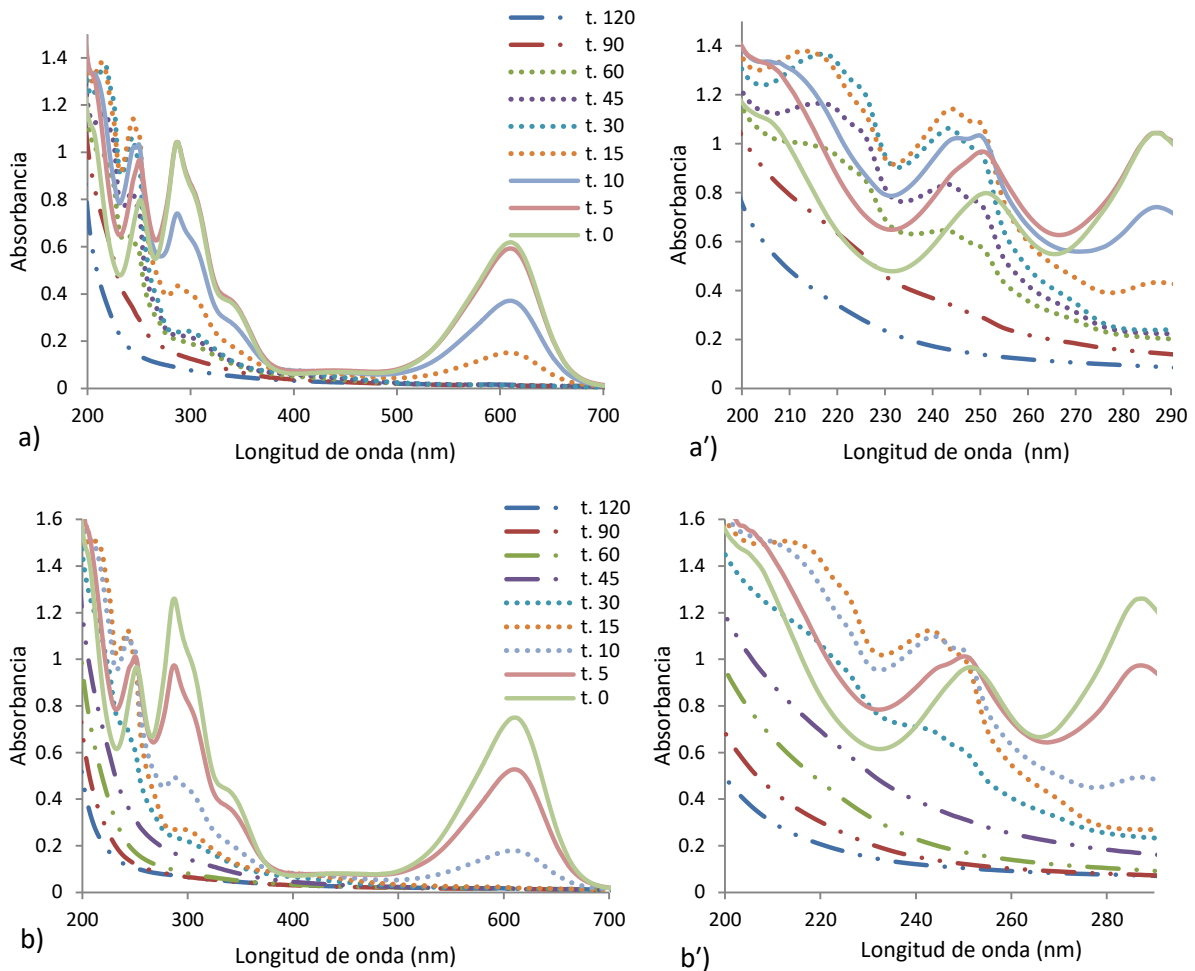 t. 120
t. 90
t. 60
t. 45
t. 30
t. 15
t. 10
t. 5
t. 0
1.4
1.2
1
0.8
0.6
0.4
0.2
0
Absorbancia
200 300 400 500 600 700
Longitud de onda (nm)
a)
1.4
1.2
1
0.8
0.6
0.4
0.2
0
Absorbancia
200 210 220 230 240 250 260 270 280 290
Longitud de onda (nm)
a')
t. 120
t. 90
t. 60
t. 45
t. 30
t. 15
t. 10
t. 5
t. 0
1.6
1.4
1.2
1
0.8
0.6
0.4
0.2
0
Absorbancia
200 300 400 500 600 700
Longitud de onda (nm)
b)
1.6
1.4
1.2
1
0.8
0.6
0.4
0.2
0
Absorbancia
200 220 240 260 280
Longitud de onda (nm)
b')